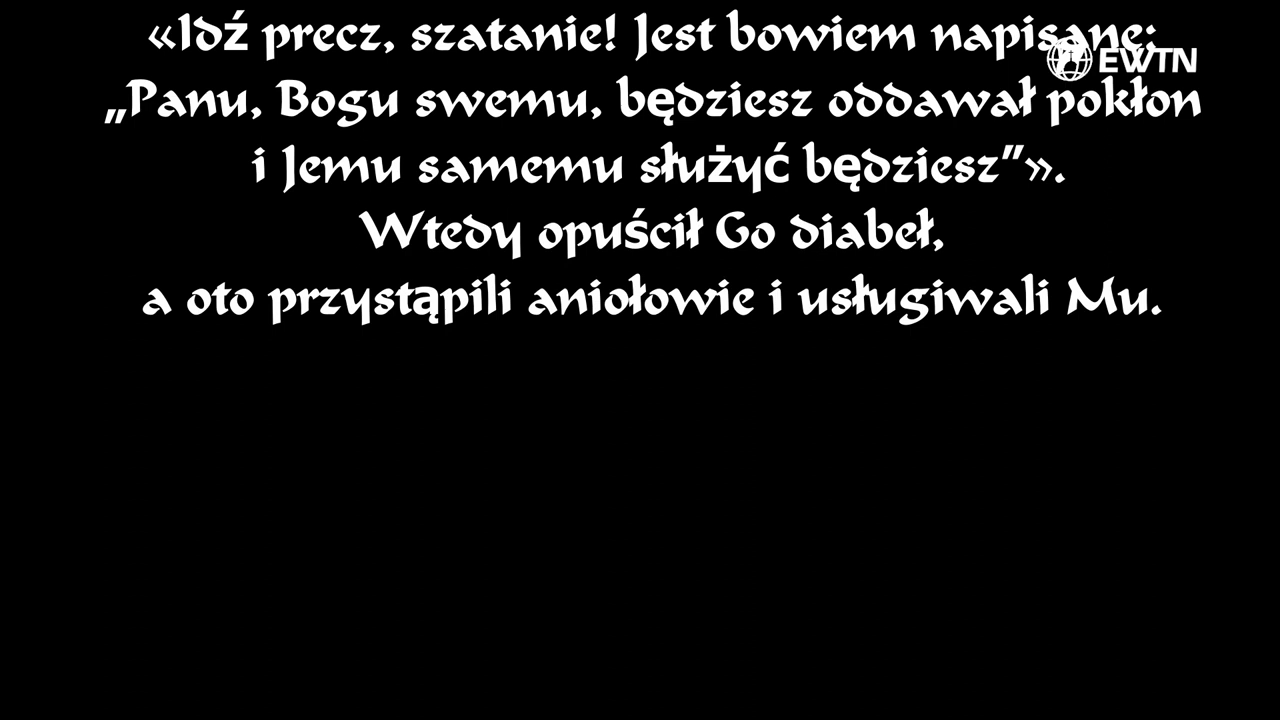 «Idź precz, szatanie! Jest bowiem napisane:
EWTN
„Panu, Bogu swemu, będziesz oddawał pokłon
i Jemu samemu służyć będziesz”».
Wtedy opuścił Go diabeł,
a oto przystąpili aniołowie i usługiwali Mu.